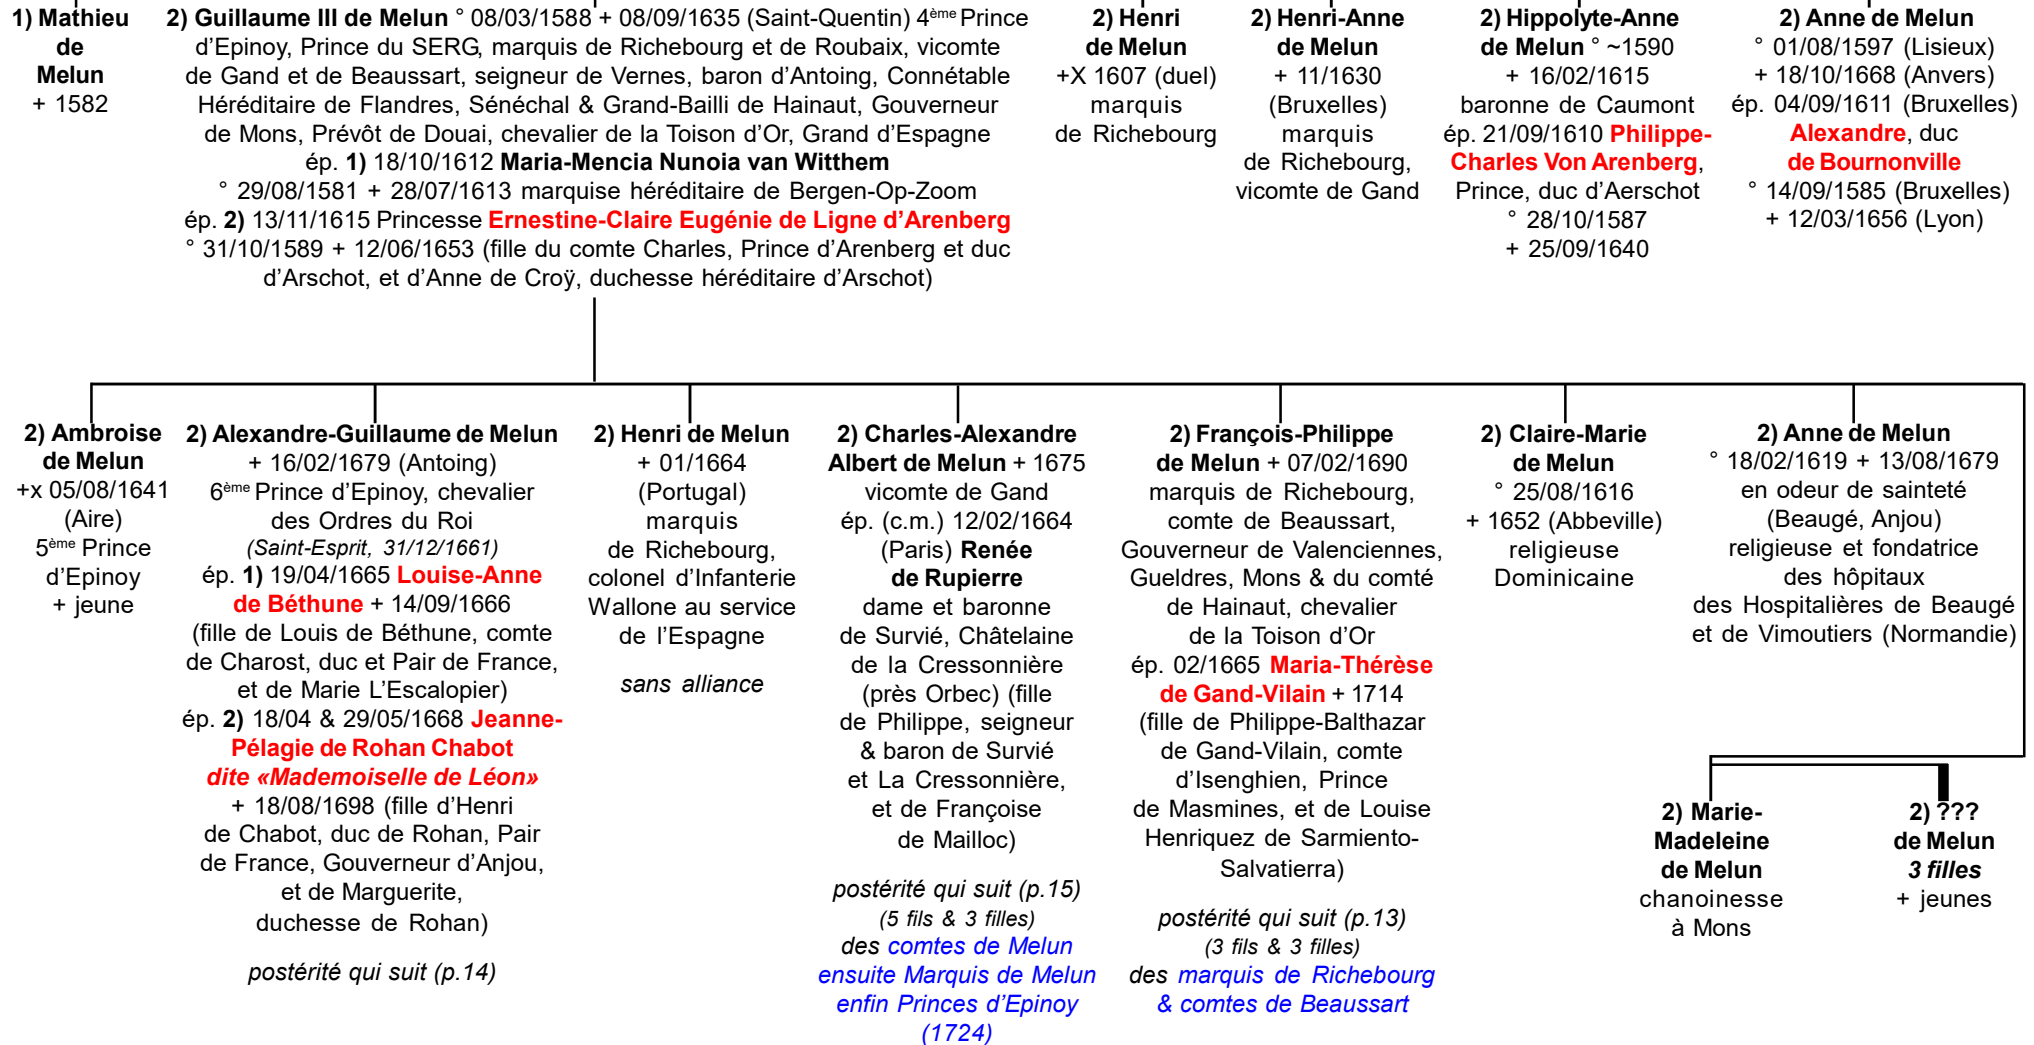 1) Mathieu
de
Melun
+ 1582
2) Guillaume III de Melun ° 08/03/1588 + 08/09/1635 (Saint-Quentin) 4ème Prince
d’Epinoy, Prince du SERG, marquis de Richebourg et de Roubaix, vicomte
de Gand et de Beaussart, seigneur de Vernes, baron d’Antoing, Connétable
Héréditaire de Flandres, Sénéchal & Grand-Bailli de Hainaut, Gouverneur
de Mons, Prévôt de Douai, chevalier de la Toison d’Or, Grand d’Espagne
ép. 1) 18/10/1612 Maria-Mencia Nunoia van Witthem
° 29/08/1581 + 28/07/1613 marquise héréditaire de Bergen-Op-Zoom
ép. 2) 13/11/1615 Princesse Ernestine-Claire Eugénie de Ligne d’Arenberg
° 31/10/1589 + 12/06/1653 (fille du comte Charles, Prince d’Arenberg et duc
d’Arschot, et d’Anne de Croÿ, duchesse héréditaire d’Arschot)
2) Henri
de Melun
+X 1607 (duel)
marquis
de Richebourg
2) Henri-Anne
de Melun
+ 11/1630
(Bruxelles)
marquis
de Richebourg,
vicomte de Gand
2) Hippolyte-Anne
de Melun ° ~1590
+ 16/02/1615
baronne de Caumont
ép. 21/09/1610 Philippe-
Charles Von Arenberg,
Prince, duc d’Aerschot
° 28/10/1587
+ 25/09/1640
2) Anne de Melun
° 01/08/1597 (Lisieux)
+ 18/10/1668 (Anvers)
ép. 04/09/1611 (Bruxelles)
Alexandre, duc
de Bournonville
° 14/09/1585 (Bruxelles)
+ 12/03/1656 (Lyon)
2) Ambroise
de Melun
+x 05/08/1641
(Aire)
5ème Prince
d’Epinoy
+ jeune
2) Alexandre-Guillaume de Melun
+ 16/02/1679 (Antoing)
6ème Prince d’Epinoy, chevalier
des Ordres du Roi
(Saint-Esprit, 31/12/1661)
ép. 1) 19/04/1665 Louise-Anne
de Béthune + 14/09/1666
(fille de Louis de Béthune, comte
de Charost, duc et Pair de France,
et de Marie L’Escalopier)
ép. 2) 18/04 & 29/05/1668 Jeanne-
Pélagie de Rohan Chabot
dite «Mademoiselle de Léon»
+ 18/08/1698 (fille d’Henri
de Chabot, duc de Rohan, Pair
de France, Gouverneur d’Anjou,
et de Marguerite,
duchesse de Rohan)
postérité qui suit (p.14)
2) Henri de Melun
+ 01/1664
(Portugal)
marquis
de Richebourg,
colonel d’Infanterie
Wallone au service
de l’Espagne
sans alliance
2) Charles-Alexandre
Albert de Melun + 1675
vicomte de Gand
ép. (c.m.) 12/02/1664
(Paris) Renée
de Rupierre
dame et baronne
de Survié, Châtelaine
de la Cressonnière
(près Orbec) (fille
de Philippe, seigneur
& baron de Survié
et La Cressonnière,
et de Françoise
de Mailloc)
postérité qui suit (p.15)
(5 fils & 3 filles)
des comtes de Melun
ensuite Marquis de Melun
enfin Princes d’Epinoy
(1724)
2) François-Philippe
de Melun + 07/02/1690
marquis de Richebourg,
comte de Beaussart,
Gouverneur de Valenciennes,
Gueldres, Mons & du comté
de Hainaut, chevalier
de la Toison d’Or
ép. 02/1665 Maria-Thérèse
de Gand-Vilain + 1714
(fille de Philippe-Balthazar
de Gand-Vilain, comte
d’Isenghien, Prince
de Masmines, et de Louise
Henriquez de Sarmiento-
Salvatierra)
postérité qui suit (p.13)
(3 fils & 3 filles)
des marquis de Richebourg
& comtes de Beaussart
2) Claire-Marie
de Melun
° 25/08/1616
+ 1652 (Abbeville)
religieuse
Dominicaine
2) Anne de Melun
° 18/02/1619 + 13/08/1679
en odeur de sainteté
(Beaugé, Anjou)
religieuse et fondatrice
des hôpitaux
des Hospitalières de Beaugé
et de Vimoutiers (Normandie)
2) Marie-
Madeleine
de Melun
chanoinesse
à Mons
2) ???
de Melun
3 filles
+ jeunes